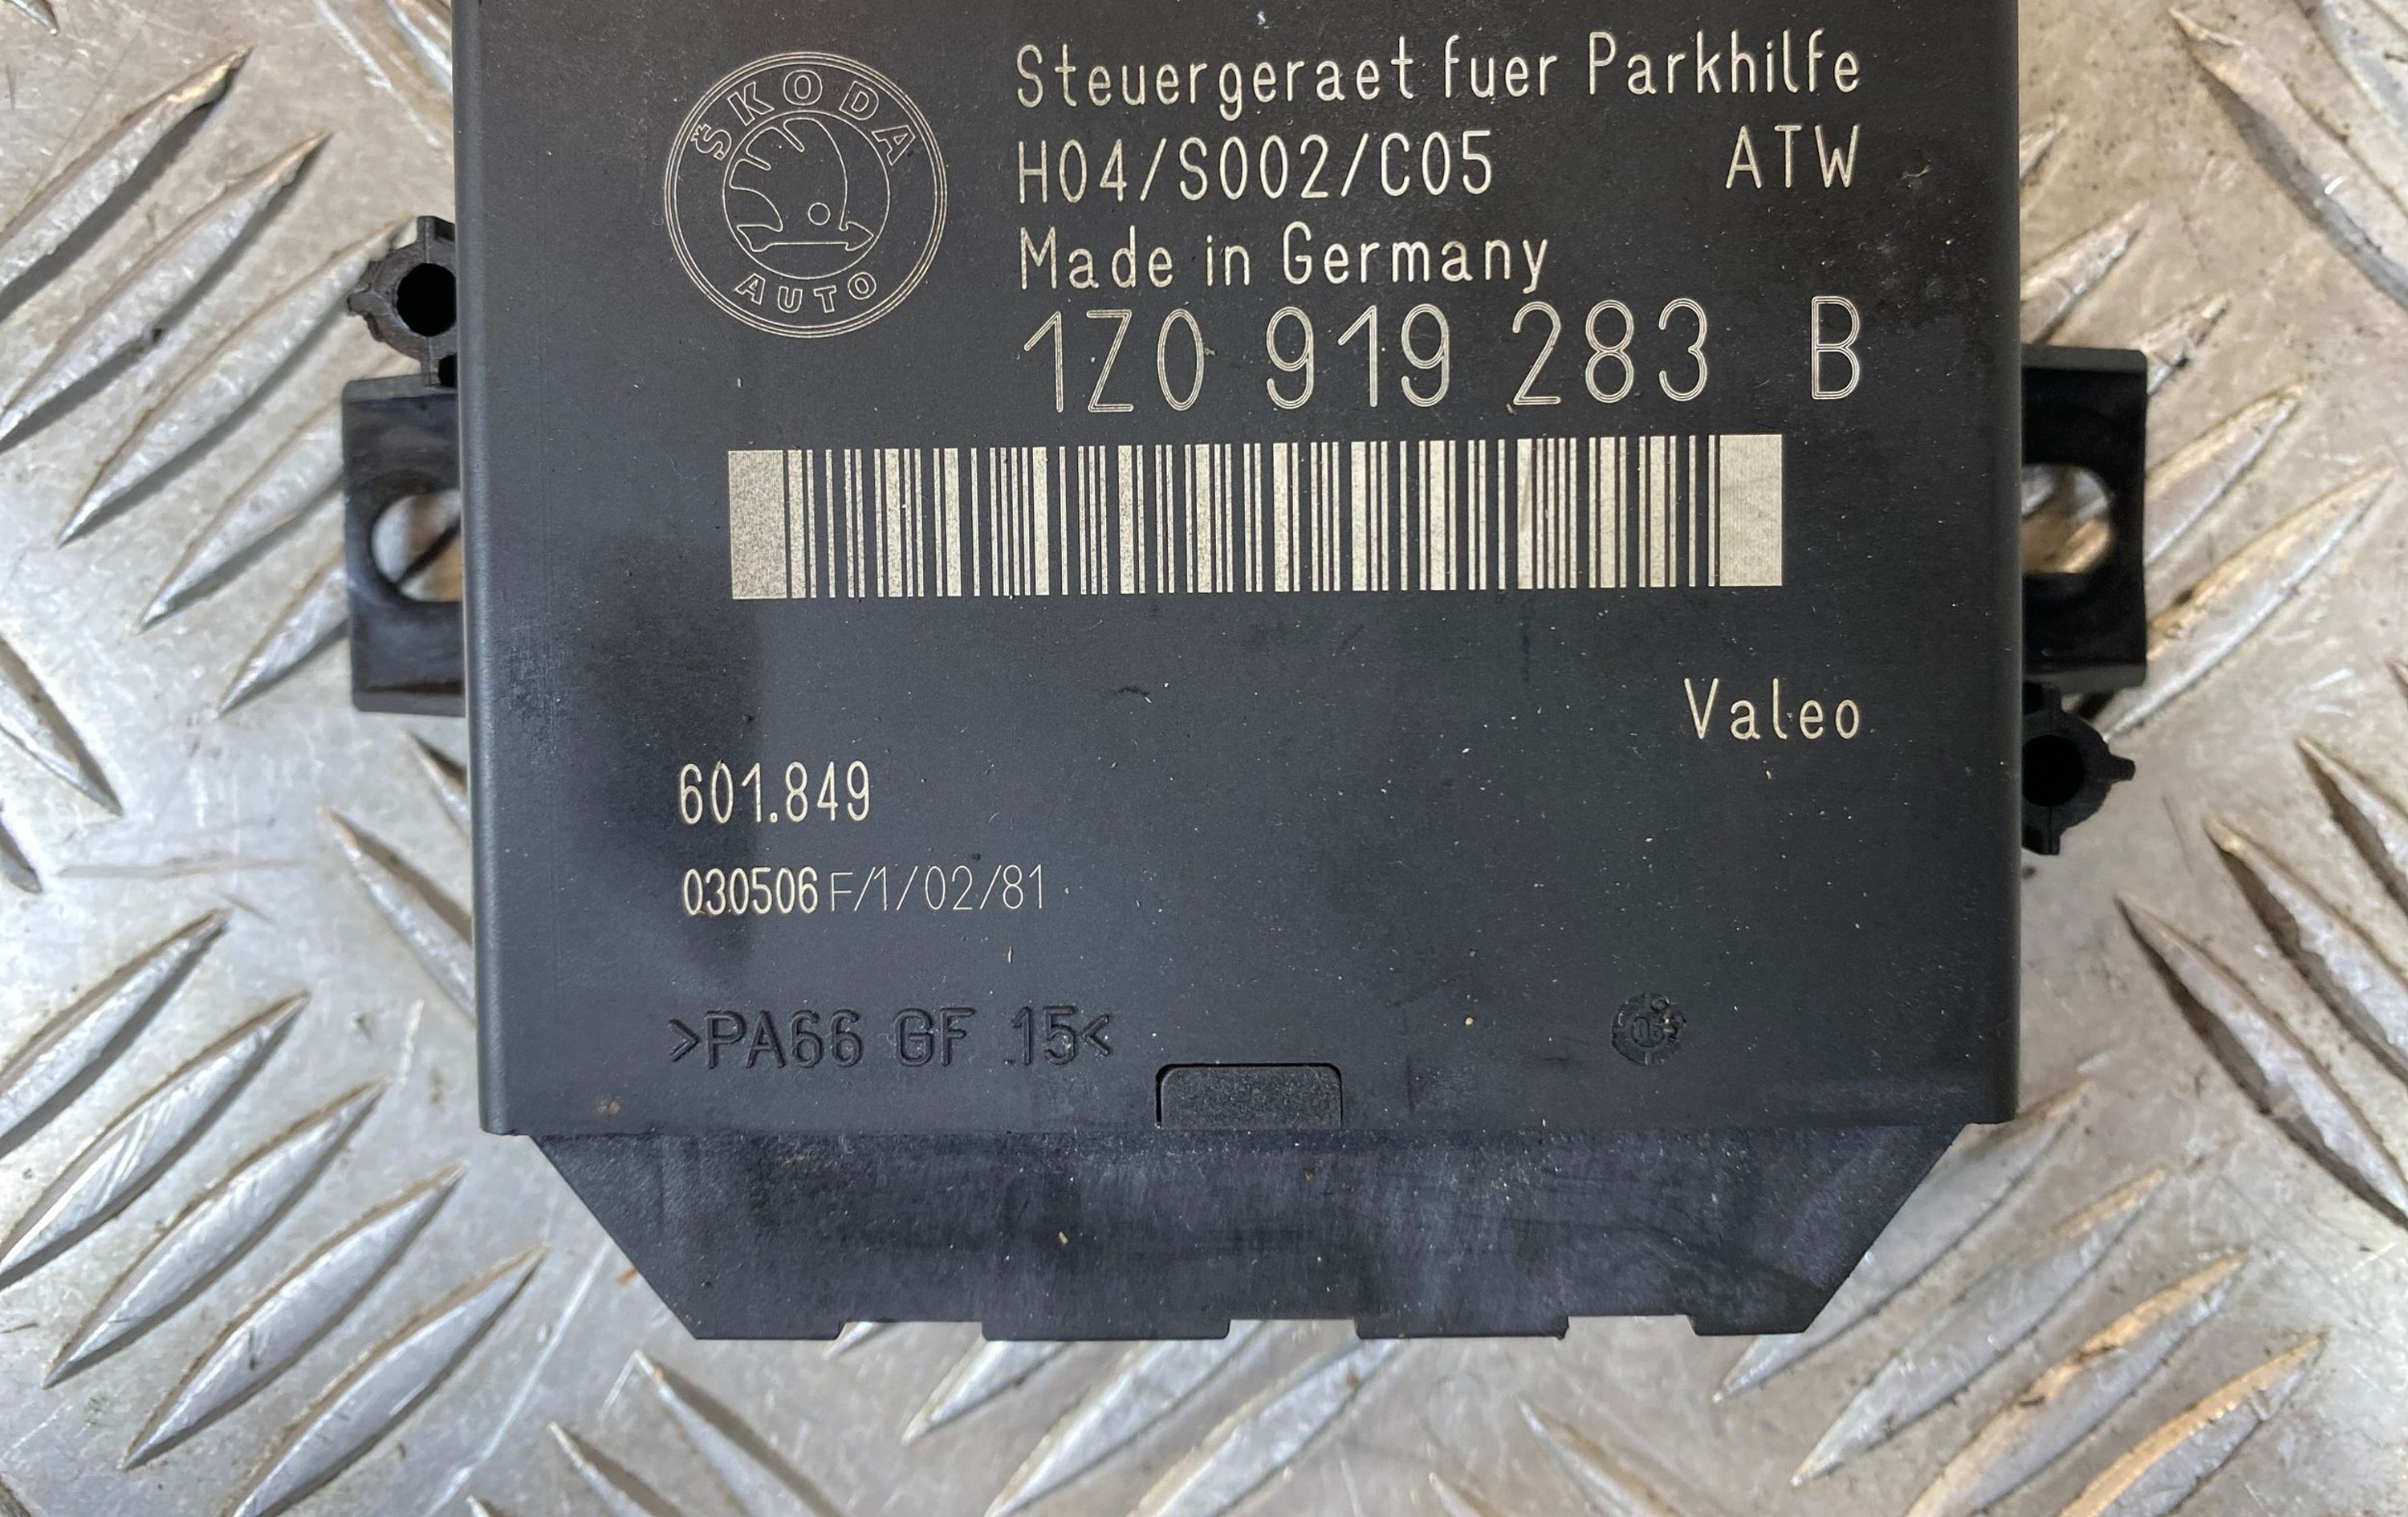 ŠKODA
AUTO
Steuergeraet fuer Parkhilfe
H04/S002/C05 ATW
Made in Germany
1Z0 919 283 B
Valeo
601.849
030506F/1/02/81
>PA66 GF 15<